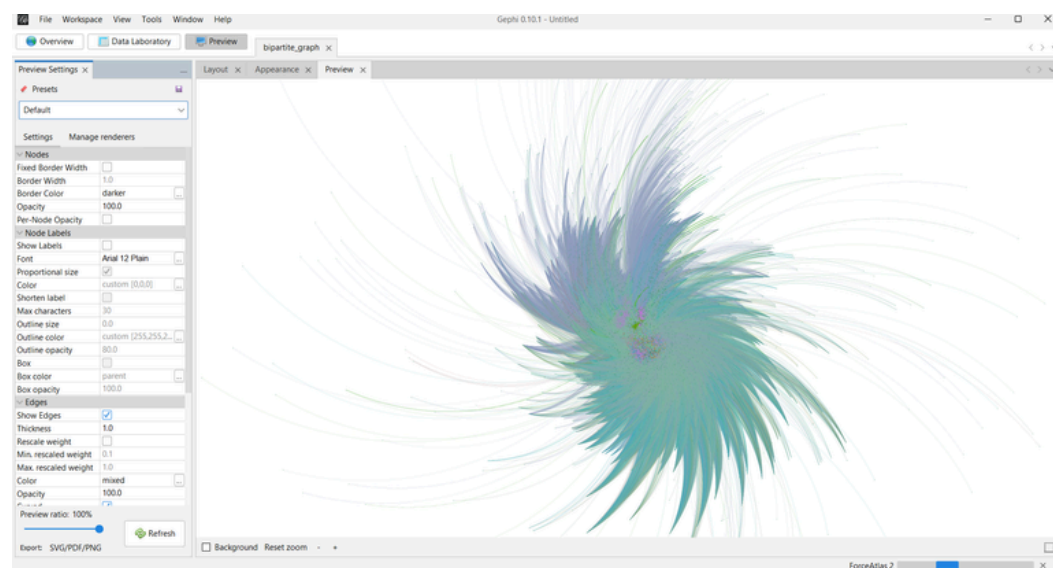 File Workspace View Tools Window Help Gephi 0.10.1 - Untitled
Overview Data Laboratory Preview bipartite_graph x
Preview Settings x Layout x Appearance x Preview x
Presets
Default
Settings Manage renderers
Nodes
Fixed Border Width
Border Width 1.0
Border Color darker ...
Opacity 100.0
Per-Node Opacity
Node Labels
Show Labels
Font Arial 12 Plain ...
Proportional size
Color custom [0,0,0] ...
Shorten label
Max characters 30
Outline size 0.0
Outline color custom [255,255,2... ...
Outline opacity 80.0
Box
Box color parent ...
Box opacity 100.0
Edges
Show Edges
Thickness 1.0
Rescale weight
Min. rescaled weight 0.1
Max. rescaled weight 1.0
Color mixed ...
Opacity 100.0
Preview ratio: 100%
Refresh
Export: SVG/PDF/PNG
Background Reset zoom - +
ForceAtlas 2